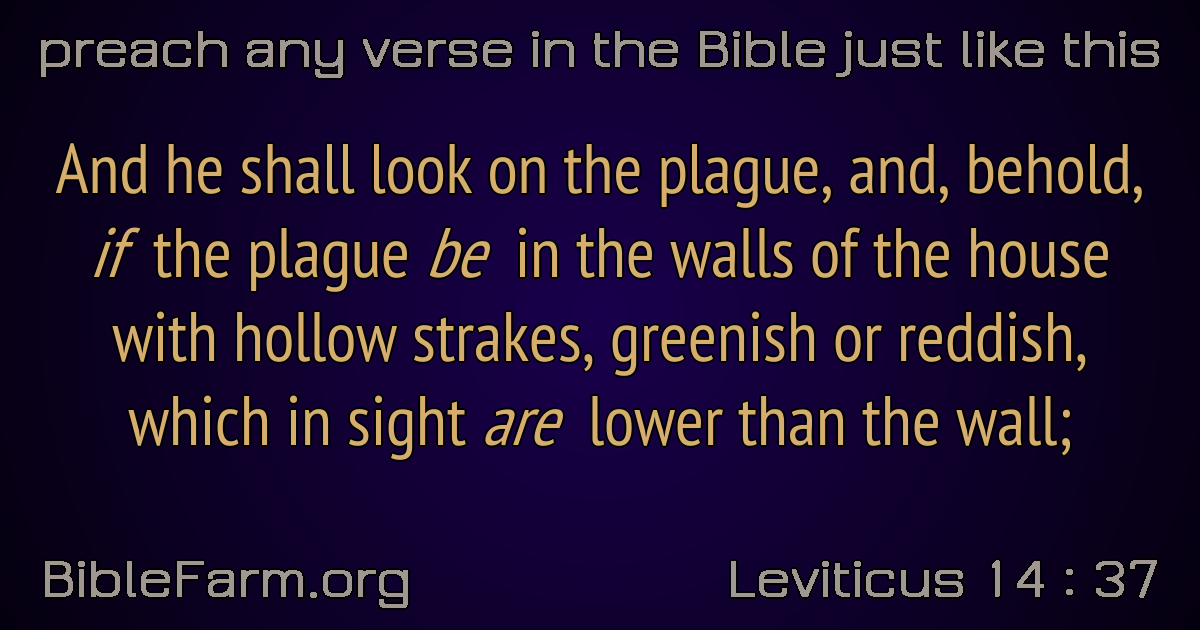 preach any verse in the Bible just like this
And he shall look on the plague, and, behold,
if the plague be in the walls of the house
with hollow strakes, greenish or reddish,
which in sight are lower than the wall;
BibleFarm.org
Leviticus 14 : 37